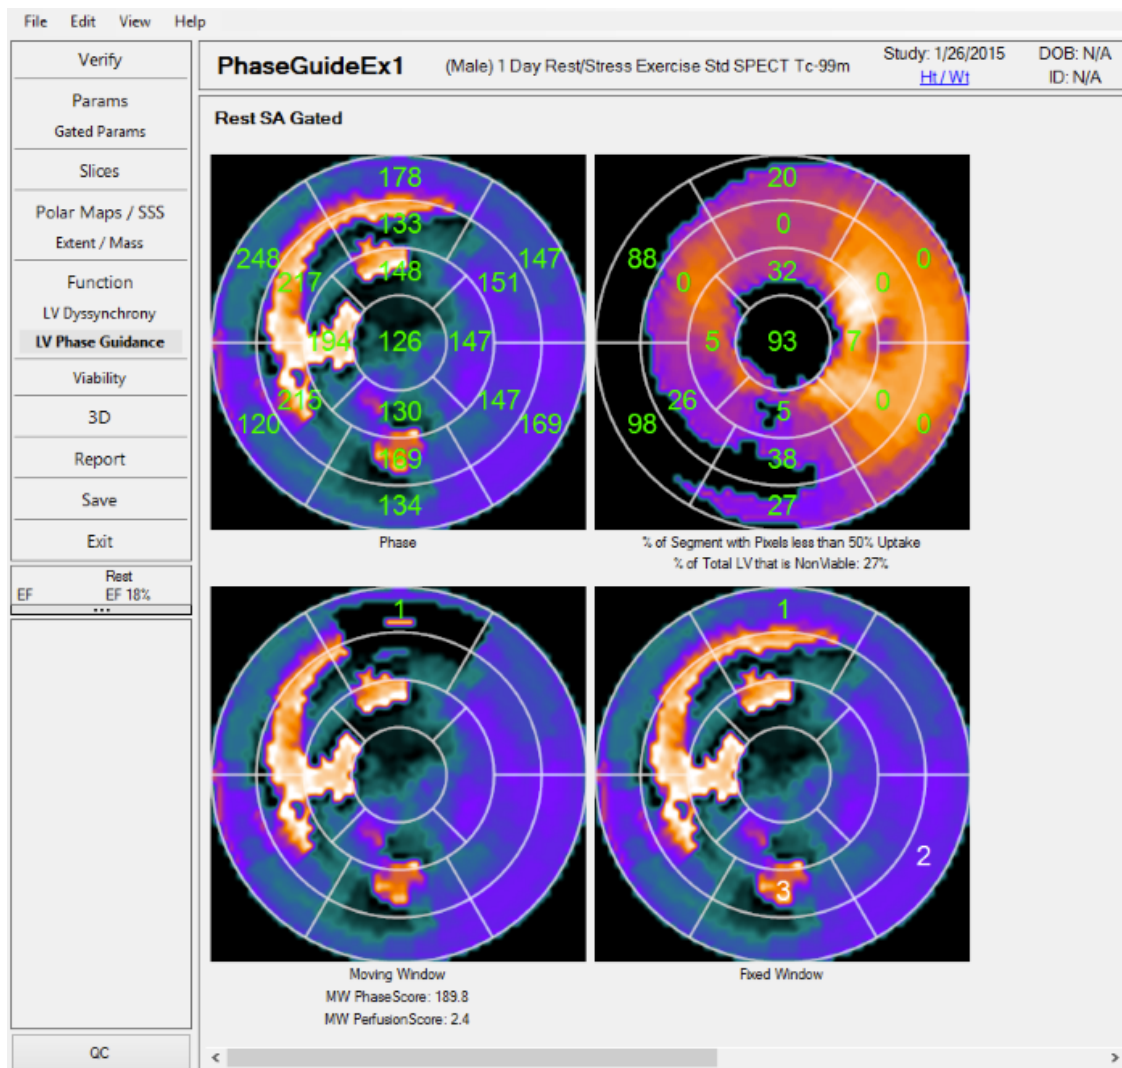 File Edit View Help
Verify
Params
Gated Params
Slices
Polar Maps / SSS
Extent / Mass
Function
LV Dyssynchrony
LV Phase Guidance
Viability
3D
Report
Save
Exit
Rest
EF EF 18%
QC
PhaseGuideEx1 (Male) 1 Day Rest/Stress Exercise Std SPECT Tc-99m
Study: 1/26/2015 DOB: N/A
Ht / Wt ID: N/A
Rest SA Gated
178
133
248 147
217 148 151
194 126 147
215 130 147
120 169
169
134
Phase
20
0
88 0
0 32 0
5 93 7
26 5 0
98 0
38
27
% of Segment with Pixels less than 50% Uptake
% of Total LV that is NonViable: 27%
1
Moving Window
MW PhaseScore: 189.8
MW PerfusionScore: 2.4
1
2
3
Fixed Window